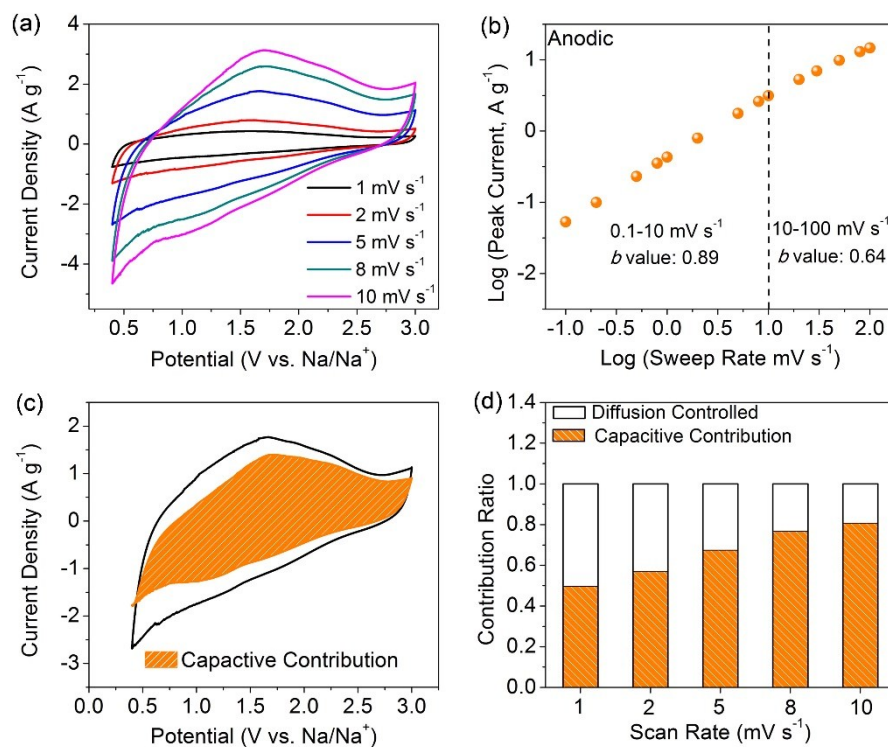 (a)
Current Density (A g⁻¹)
4
2
0
-2
-4
1 mV s⁻¹
2 mV s⁻¹
5 mV s⁻¹
8 mV s⁻¹
10 mV s⁻¹
0.5 1.0 1.5 2.0 2.5 3.0
Potential (V vs. Na/Na⁺)
(b)
Log (Peak Current, A g⁻¹)
Anodic
1
0
-1
-2
0.1-10 mV s⁻¹
b value: 0.89
10-100 mV s⁻¹
b value: 0.64
-1.0 -0.5 0.0 0.5 1.0 1.5 2.0
Log (Sweep Rate mV s⁻¹)
(c)
Current Density (A g⁻¹)
2
1
0
-1
-2
-3
Capactive Contribution
0.0 0.5 1.0 1.5 2.0 2.5 3.0
Potential (V vs. Na/Na⁺)
(d)
Contribution Ratio
1.4
1.2
1.0
0.8
0.6
0.4
0.2
0.0
Diffusion Controlled
Capacitive Contribution
1 2 5 8 10
Scan Rate (mV s⁻¹)